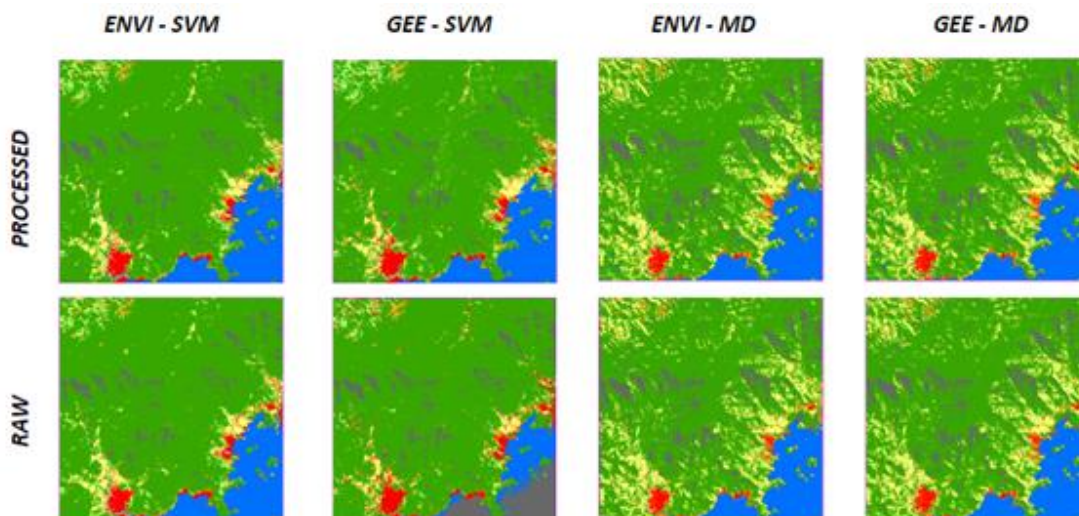 ENVI - SVM
GEE - SVM
ENVI - MD
GEE - MD
PROCESSED
RAW